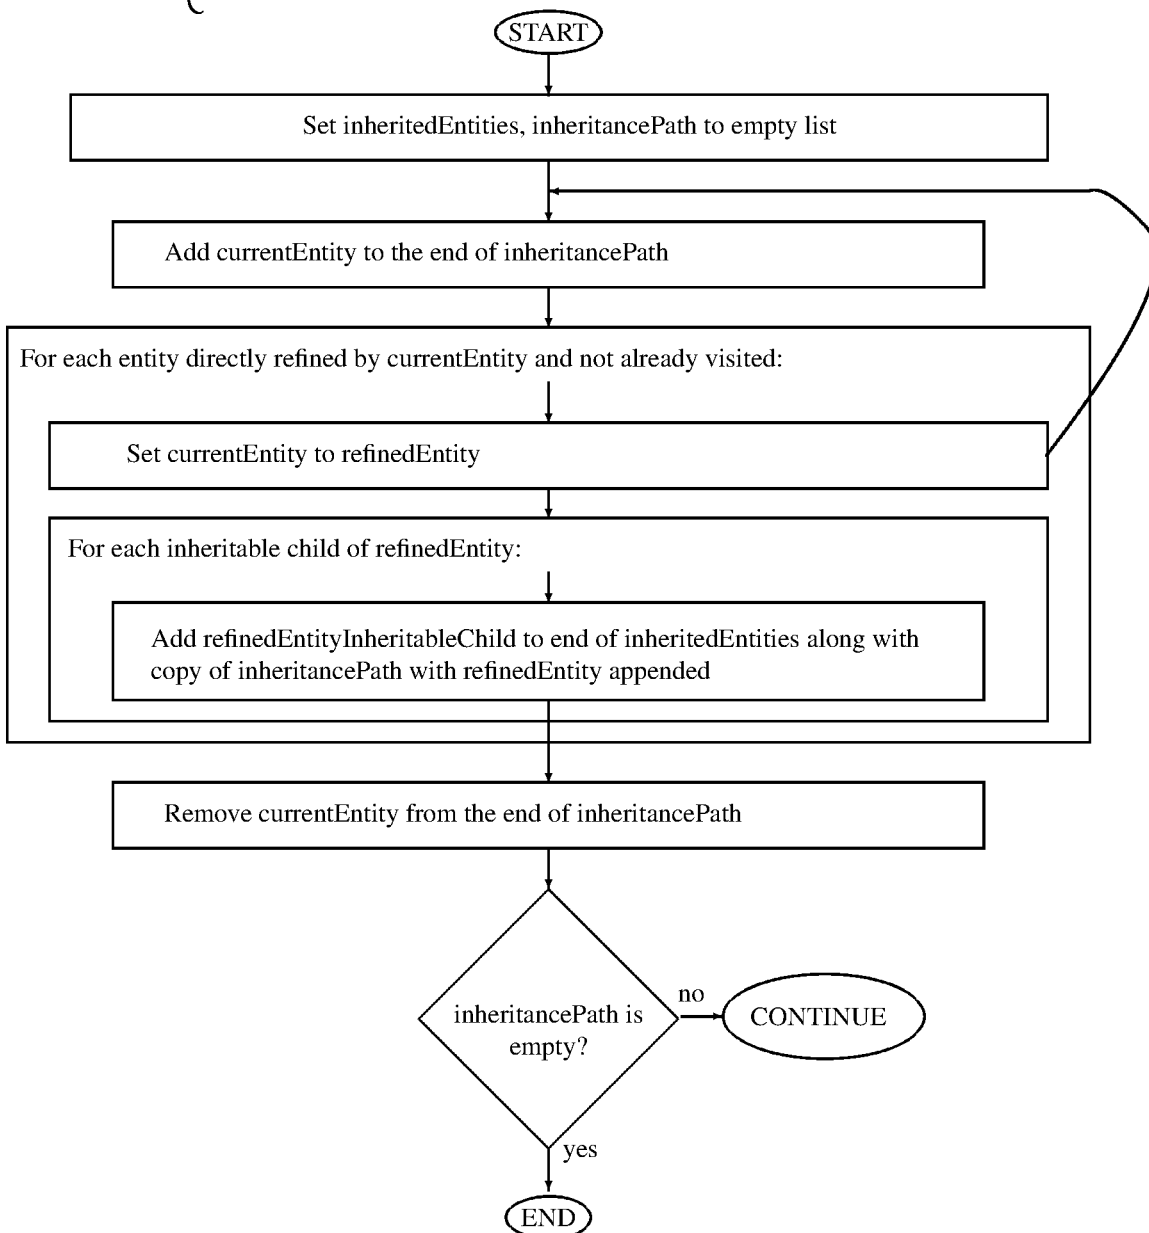 START
Set inheritedEntities, inheritancePath to empty list
Add currentEntity to the end of inheritancePath
For each entity directly refined by currentEntity and not already visited:
Set currentEntity to refinedEntity
For each inheritable child of refinedEntity:
Add refinedEntityInheritableChild to end of inheritedEntities along with
copy of inheritancePath with refinedEntity appended
Remove currentEntity from the end of inheritancePath
inheritancePath is
empty?
no
CONTINUE
yes
END